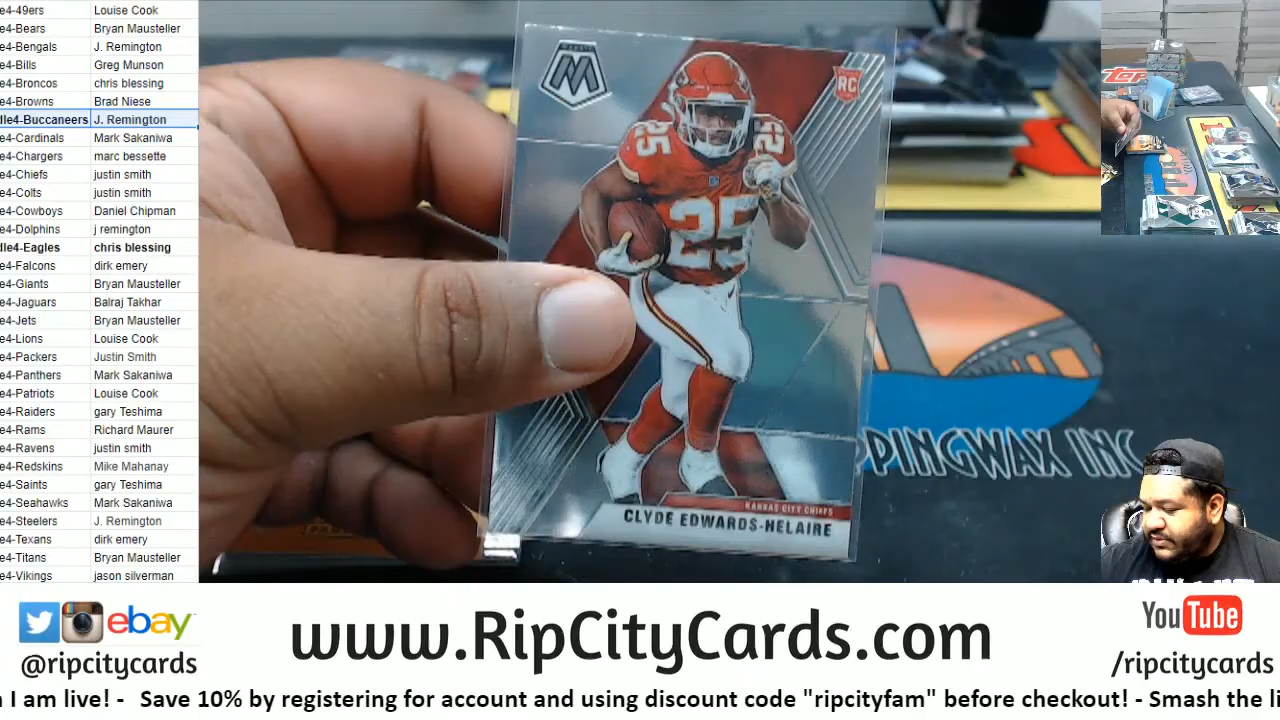 e4-49ers Louise Cook
e4-Bears Bryan Mausteller
e4-Bengals J. Remington
e4-Bills Greg Munson
e4-Broncos chris blessing
e4-Browns Brad Niese
dle4-Buccaneers J. Remington
e4-Cardinals Mark Sakaniwa
e4-Chargers marc bessette
e4-Chiefs justin smith
e4-Colts justin smith
e4-Cowboys Daniel Chipman
e4-Dolphins j remington
dle4-Eagles chris blessing
e4-Falcons dirk emery
e4-Giants Bryan Mausteller
e4-Jaguars Balraj Takhar
e4-Jets Bryan Mausteller
e4-Lions Louise Cook
e4-Packers Justin Smith
e4-Panthers Mark Sakaniwa
e4-Patriots Louise Cook
e4-Raiders gary Teshima
e4-Rams Richard Maurer
e4-Ravens justin smith
e4-Redskins Mike Mahanay
e4-Saints gary Teshima
e4-Seahawks Mark Sakaniwa
e4-Steelers J. Remington
e4-Texans dirk emery
e4-Titans Bryan Mausteller
e4-Vikings jason silverman
RC
25 25
25
KANSAS CITY CHIEFS
CLYDE EDWARDS-HELAIRE
PPINGWAX INC
ebay
@ripcitycards
www.RipCityCards.com
YouTube
/ripcitycards
I am live! - Save 10% by registering for account and using discount code "ripcityfam" before checkout! - Smash the li